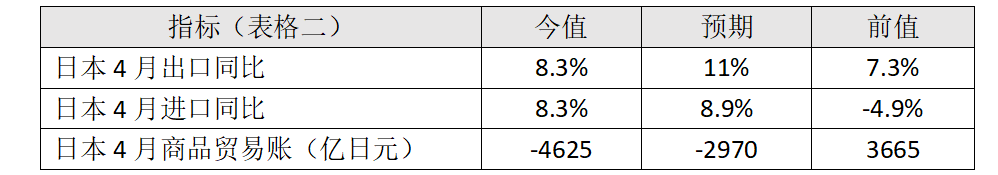 指标（表格二） 今值 预期 前值
日本 4 月出口同比 8.3% 11% 7.3%
日本 4 月进口同比 8.3% 8.9% -4.9%
日本 4 月商品贸易账（亿日元） -4625 -2970 3665